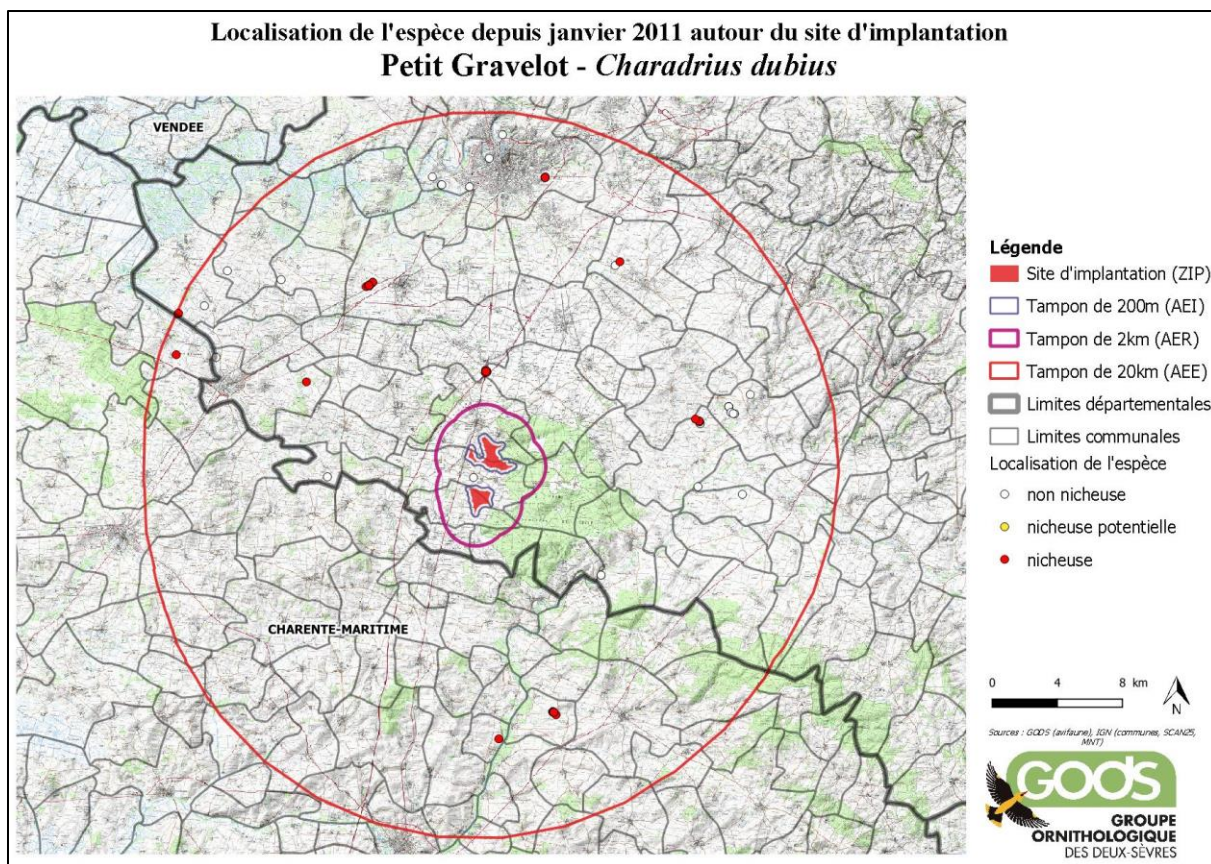 Localisation de l'espèce depuis janvier 2011 autour du site d'implantation
Petit Gravelot - Charadrius dubius
VENDEE
CHARENTE-MARITIME
Légende
Site d'implantation (ZIP)
Tampon de 200m (AEI)
Tampon de 2km (AER)
Tampon de 20km (AEE)
Limites départementales
Limites communales
Localisation de l'espèce
non nicheuse
nicheuse potentielle
nicheuse
0 4 8 km
N
Sources : GODS (avifaune), IGN (communes, SCAN25,
MNT)
GODS
GROUPE
ORNITHOLOGIQUE
DES DEUX-SÈVRES